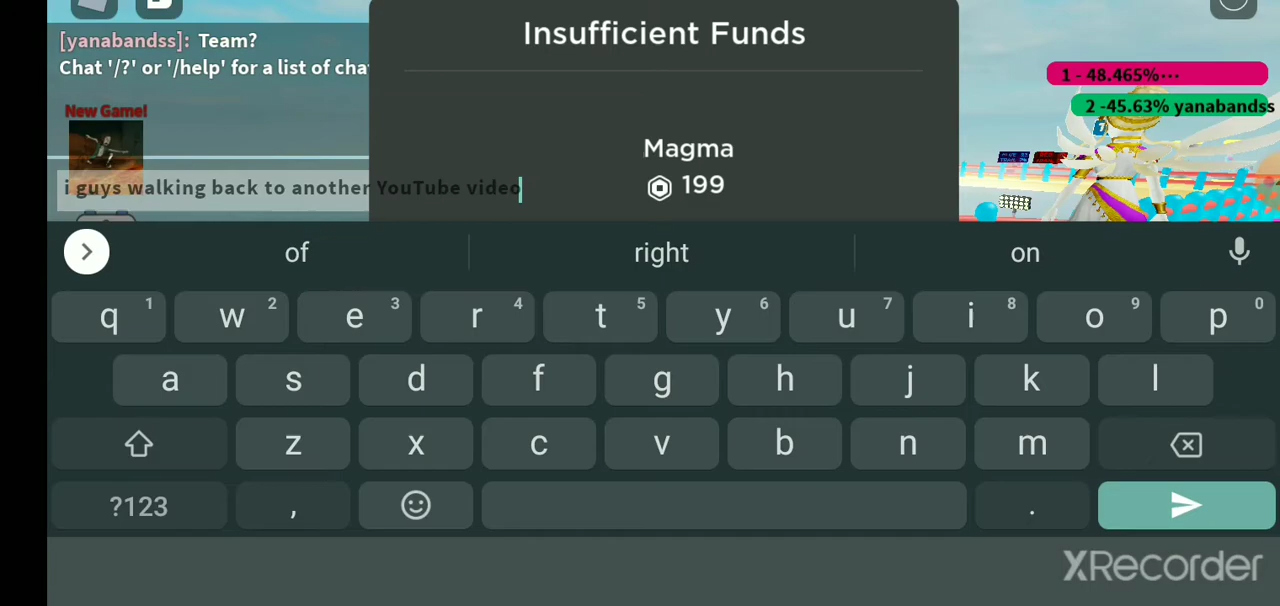 [yanabandss]: Team?
Chat '/?' or '/help' for a list of cha
New Game!
i guys walking back to another YouTube video
Insufficient Funds
Magma
199
1 - 48.465%...
2 -45.63% yanabandss
of right on
q 1 w 2 e 3 r 4 t 5 y 6 u 7 i 8 o 9 p 0
a s d f g h j k l
z x c v b n m
?123 , .
XRecorder